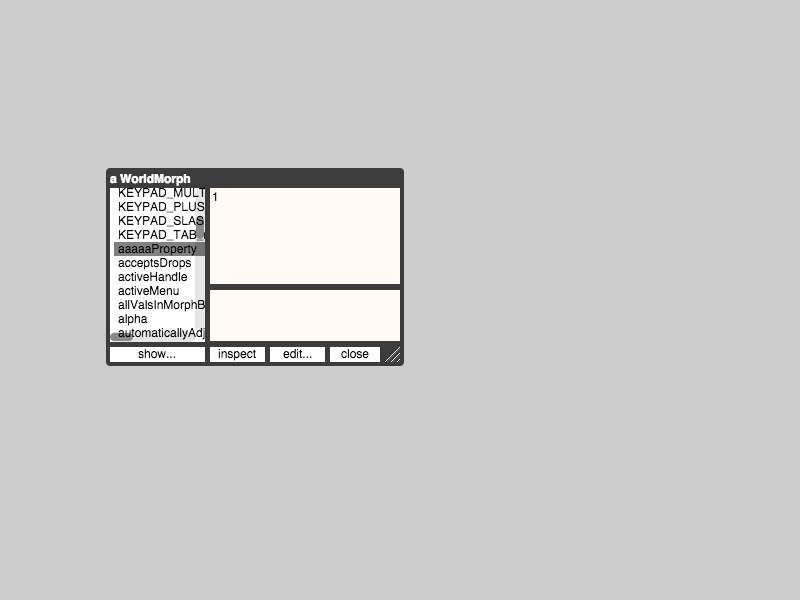 a WorldMorph
KEYPAD_MULT
KEYPAD_PLUS
KEYPAD_SLAS
KEYPAD_TAB
aaaaaProperty
acceptsDrops
activeHandle
activeMenu
allValsInMorphB
alpha
automaticallyAdj
1
show...
inspect
edit...
close